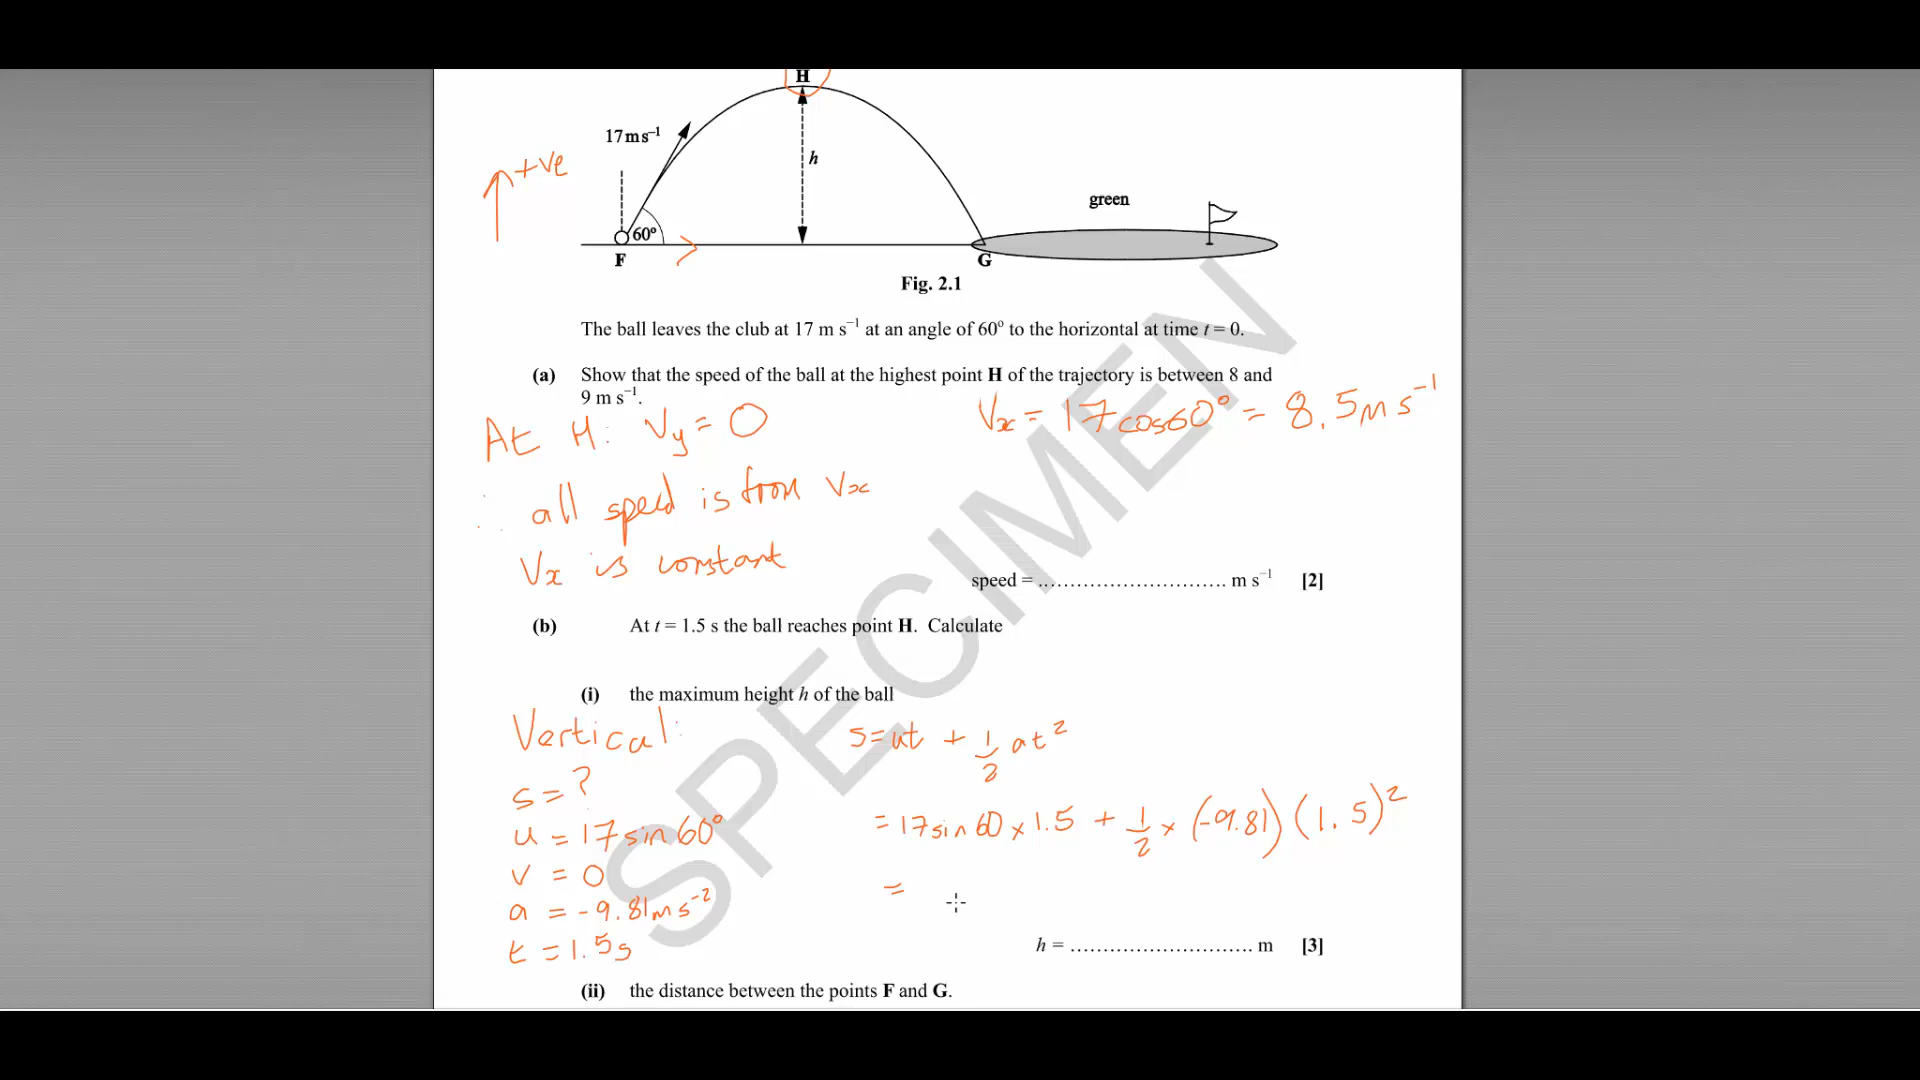 H
17 m s⁻¹
+ve
h
green
60º
F
G
Fig. 2.1
The ball leaves the club at 17 m s⁻¹ at an angle of 60º to the horizontal at time t = 0.
(a) Show that the speed of the ball at the highest point H of the trajectory is between 8 and
9 m s⁻¹.
Vx = 17cos60° = 8.5ms⁻¹
At H: Vy = 0
∴ all speed is from Vx
Vx is constant
speed = ............................ m s⁻¹ [2]
(b) At t = 1.5 s the ball reaches point H. Calculate
(i) the maximum height h of the ball
Vertical:
s = ?
u = 17sin60°
v = 0
a = -9.81ms⁻²
t = 1.5s
s = ut + 1/2 at²
= 17sin60 × 1.5 + 1/2 × (-9.81)(1.5)²
=
h = ........................... m [3]
(ii) the distance between the points F and G.
SPECIMEN